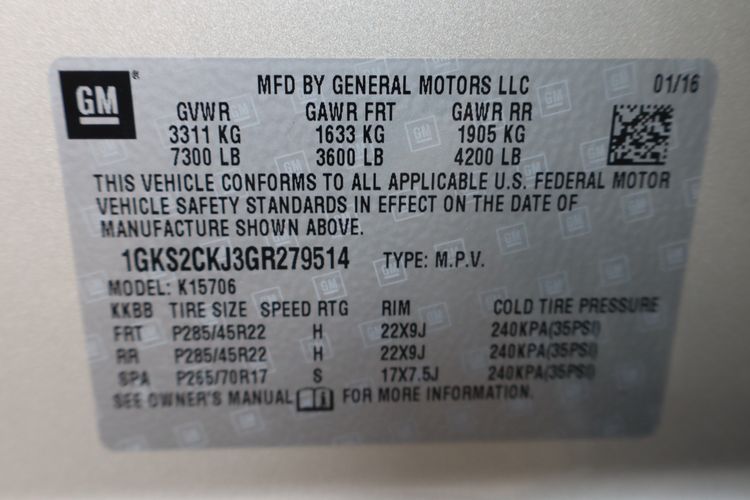 GM® MFD BY GENERAL MOTORS LLC 01/16
GVWR GAWR FRT GAWR RR
3311 KG 1633 KG 1905 KG
7300 LB 3600 LB 4200 LB
THIS VEHICLE CONFORMS TO ALL APPLICABLE U.S. FEDERAL MOTOR
VEHICLE SAFETY STANDARDS IN EFFECT ON THE DATE OF
MANUFACTURE SHOWN ABOVE.
1GKS2CKJ3GR279514 TYPE: M.P.V.
MODEL: K15706
KKBB TIRE SIZE SPEED RTG RIM COLD TIRE PRESSURE
FRT P285/45R22 H 22X9J 240KPA(35PSI)
RR P285/45R22 H 22X9J 240KPA(35PSI)
SPA P265/70R17 S 17X7.5J 240KPA(35PSI)
SEE OWNER'S MANUAL FOR MORE INFORMATION.